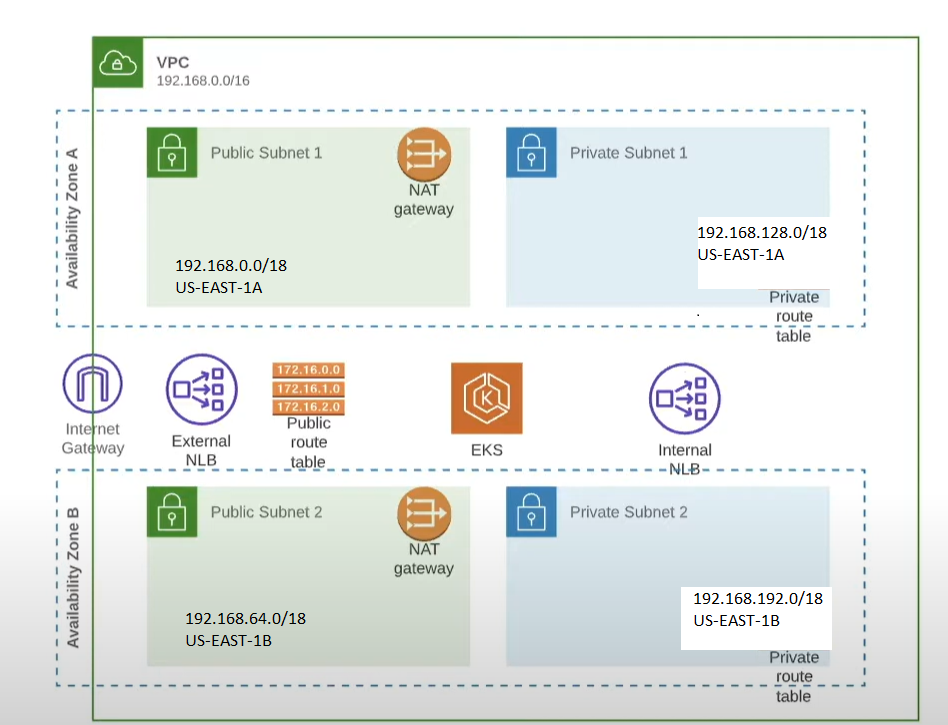 VPC
192.168.0.0/16
Availability Zone A
Public Subnet 1
NAT
gateway
192.168.0.0/18
US-EAST-1A
Private Subnet 1
192.168.128.0/18
US-EAST-1A
Private
route
table
Internet
Gateway
External
NLB
172.16.0.0
172.16.1.0
172.16.2.0
Public
route
table
EKS
Internal
NLB
Availability Zone B
Public Subnet 2
NAT
gateway
192.168.64.0/18
US-EAST-1B
Private Subnet 2
192.168.192.0/18
US-EAST-1B
Private
route
table